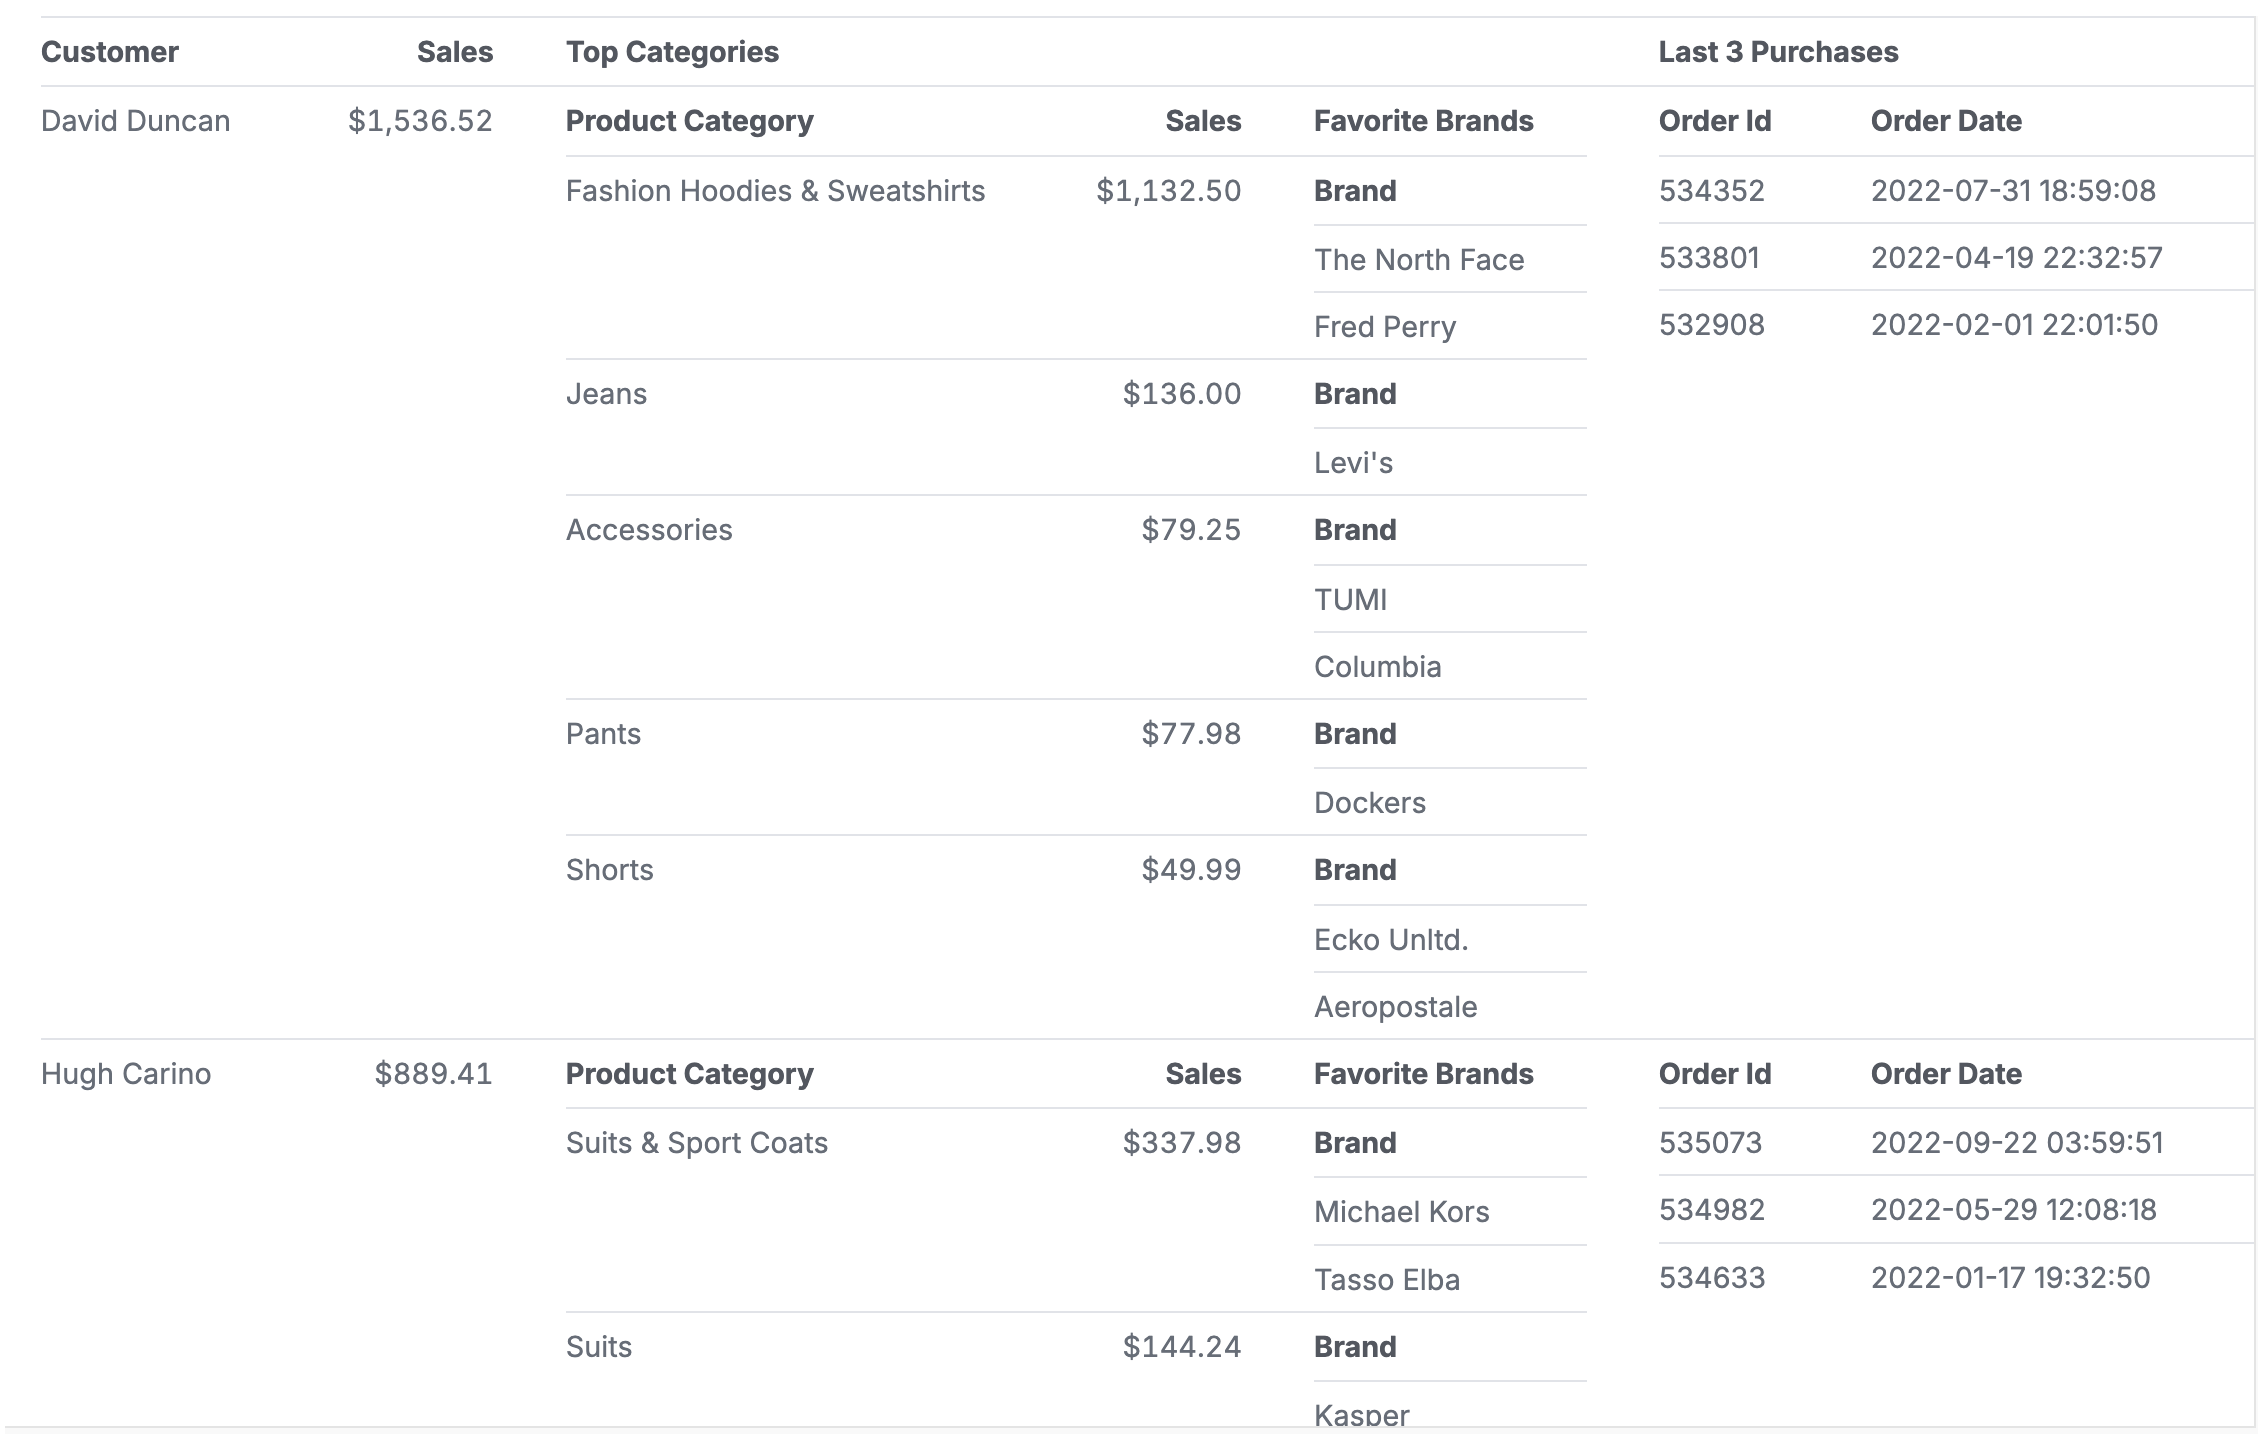 Customer Sales Top Categories Last 3 Purchases
David Duncan $1,536.52 Product Category Sales Favorite Brands Order Id Order Date
Fashion Hoodies & Sweatshirts $1,132.50 Brand 534352 2022-07-31 18:59:08
The North Face 533801 2022-04-19 22:32:57
Fred Perry 532908 2022-02-01 22:01:50
Jeans $136.00 Brand
Levi's
Accessories $79.25 Brand
TUMI
Columbia
Pants $77.98 Brand
Dockers
Shorts $49.99 Brand
Ecko Unltd.
Aeropostale
Hugh Carino $889.41 Product Category Sales Favorite Brands Order Id Order Date
Suits & Sport Coats $337.98 Brand 535073 2022-09-22 03:59:51
Michael Kors 534982 2022-05-29 12:08:18
Tasso Elba 534633 2022-01-17 19:32:50
Suits $144.24 Brand
Kasper